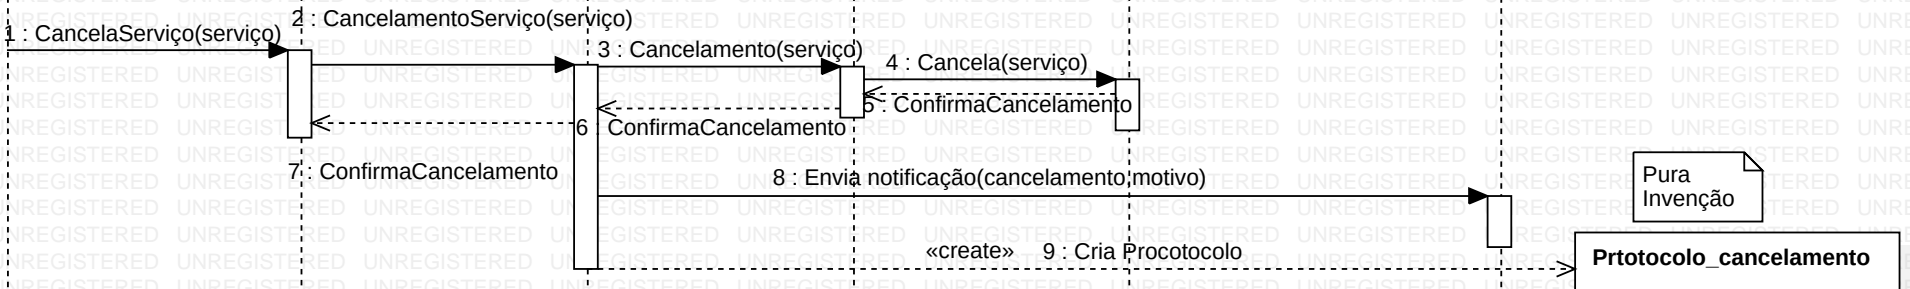 1 : CancelaServiço(serviço)
2 : CancelamentoServiço(serviço)
3 : Cancelamento(serviço)
4 : Cancela(serviço)
5 : ConfirmaCancelamento
6 : ConfirmaCancelamento
7 : ConfirmaCancelamento
8 : Envia notificação(cancelamento,motivo)
Pura
Invenção
«create» 9 : Cria Procotocolo
Prtotocolo_cancelamento
UNREGISTERED